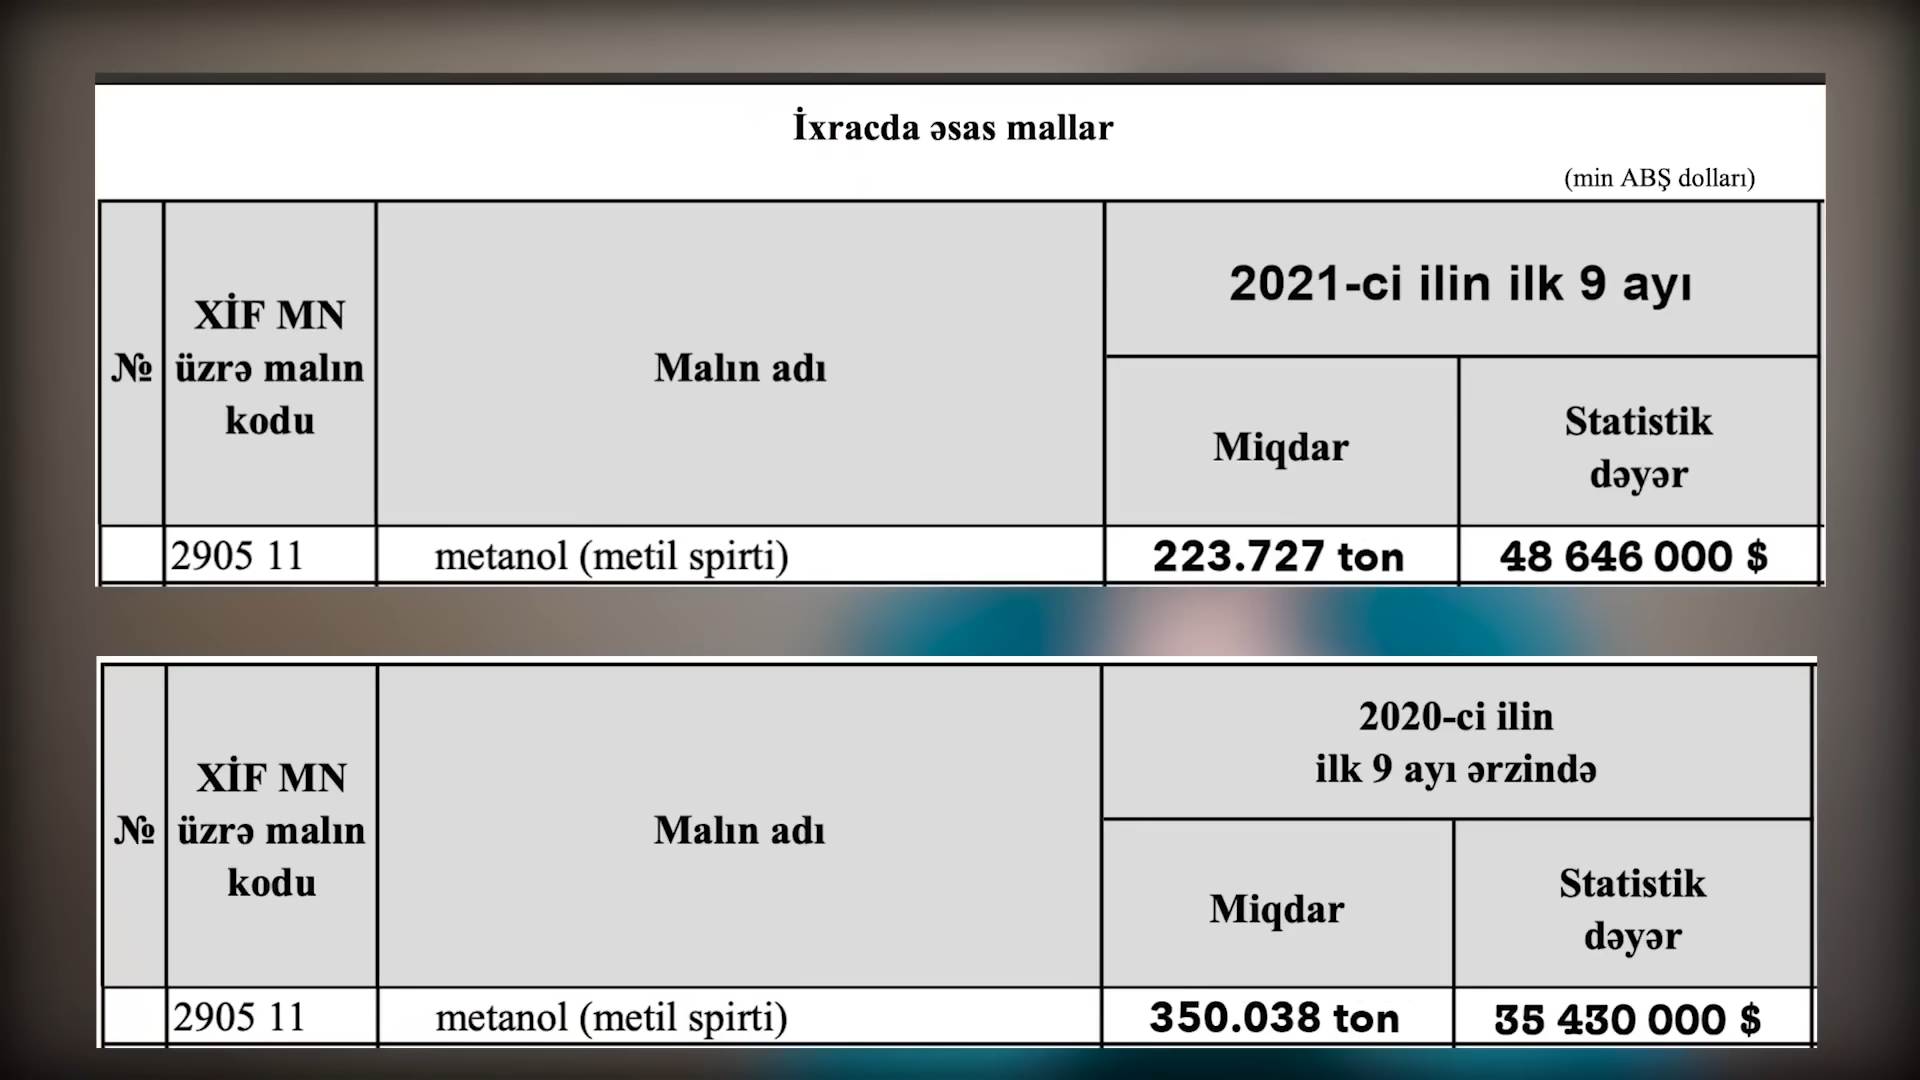 İxracda əsas mallar
(min ABŞ dolları)
№
XİF MN
üzrə malın
kodu
Malın adı
2021-ci ilin ilk 9 ayı
Miqdar
Statistik
dəyər
2905 11
metanol (metil spirti)
223.727 ton
48 646 000 $
№
XİF MN
üzrə malın
kodu
Malın adı
2020-ci ilin
ilk 9 ayı ərzində
Miqdar
Statistik
dəyər
2905 11
metanol (metil spirti)
350.038 ton
35 430 000 $